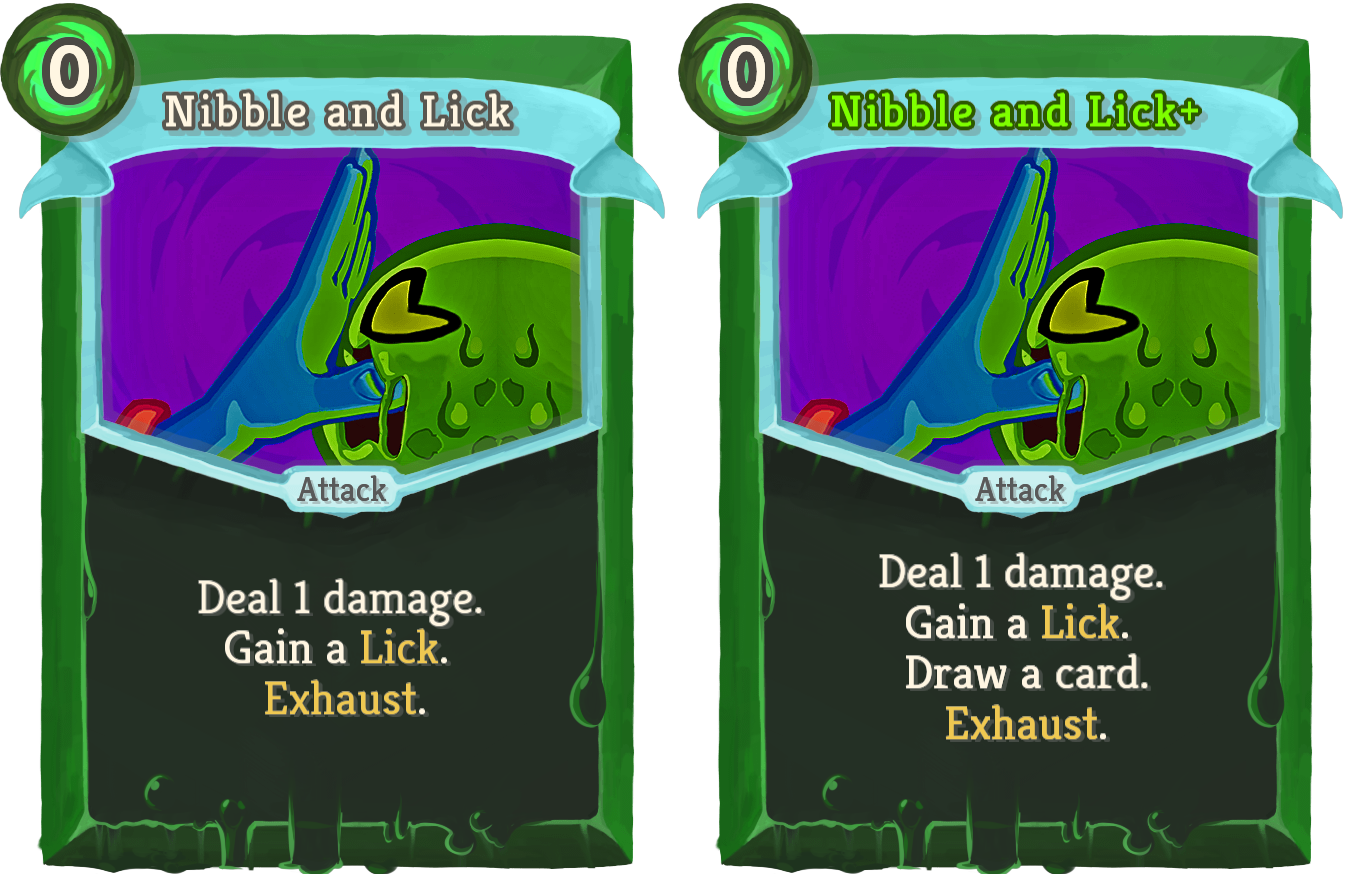 0
Nibble and Lick
Attack
Deal 1 damage.
Gain a Lick.
Exhaust.
0
Nibble and Lick+
Attack
Deal 1 damage.
Gain a Lick.
Draw a card.
Exhaust.